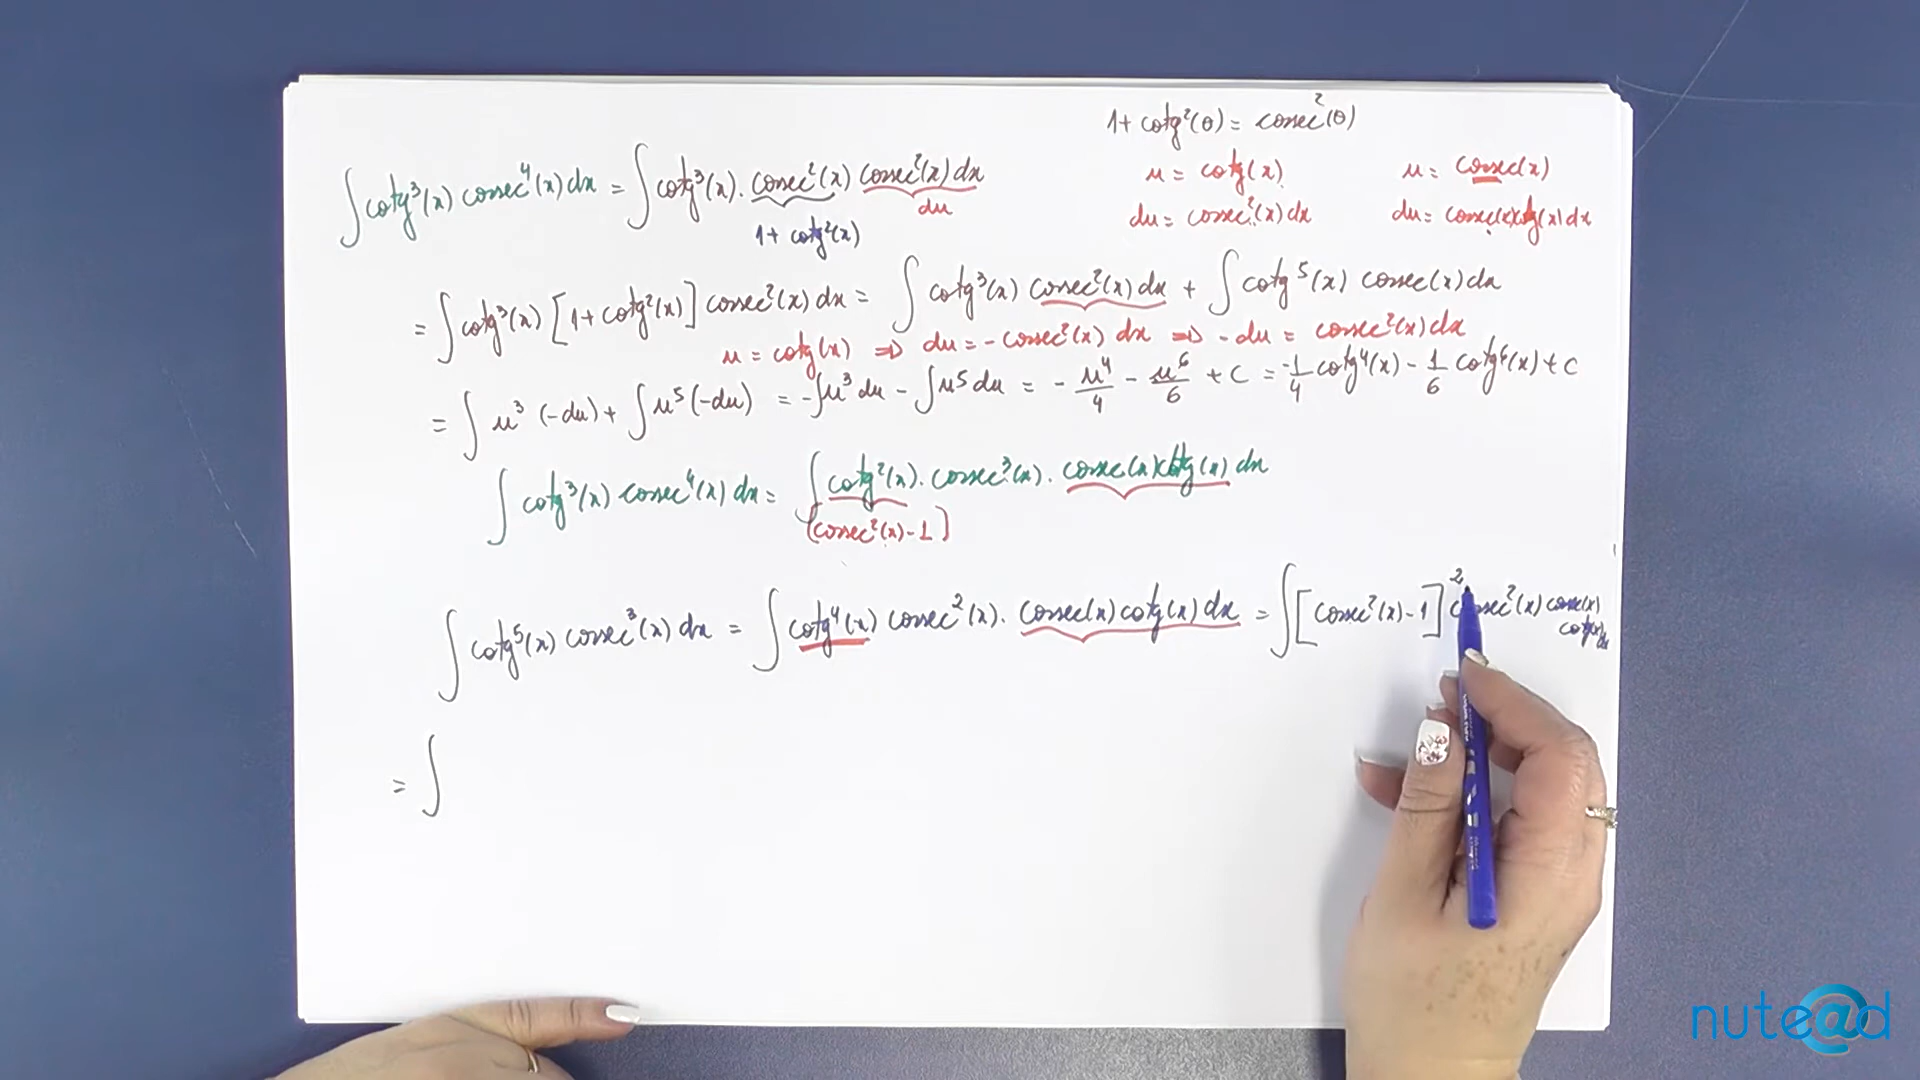 1 + cotg²(θ) = cossec²(θ)
u = cotg(x)
u = cossec(x)
du = cossec²(x) dx
du = cossec(x)cotg(x) dx
∫ cotg³(x) cossec⁴(x) dx = ∫ cotg³(x) . cossec²(x) cossec²(x) dx
du
1 + cotg²(x)
= ∫ cotg³(x) [1 + cotg²(x)] cossec²(x) dx = ∫ cotg³(x) cossec²(x) dx + ∫ cotg⁵(x) cossec(x) dx
u = cotg(x) ⇒ du = - cossec²(x) dx ⇒ - du = cossec²(x) dx
= ∫ u³ (-du) + ∫ u⁵ (-du) = - ∫ u³ du - ∫ u⁵ du = - u⁴/4 - u⁶/6 + C = -1/4 cotg⁴(x) - 1/6 cotg⁶(x) + C
∫ cotg³(x) cossec⁴(x) dx = ∫ cotg²(x) . cossec³(x) . cossec(x)cotg(x) dx
[cossec²(x) - 1]
∫ cotg⁵(x) cossec³(x) dx = ∫ cotg⁴(x) cossec²(x) . cossec(x) cotg(x) dx = ∫ [cossec²(x) - 1]² cossec²(x) cossec(x)
cotg(x) dx
= ∫
nute@d